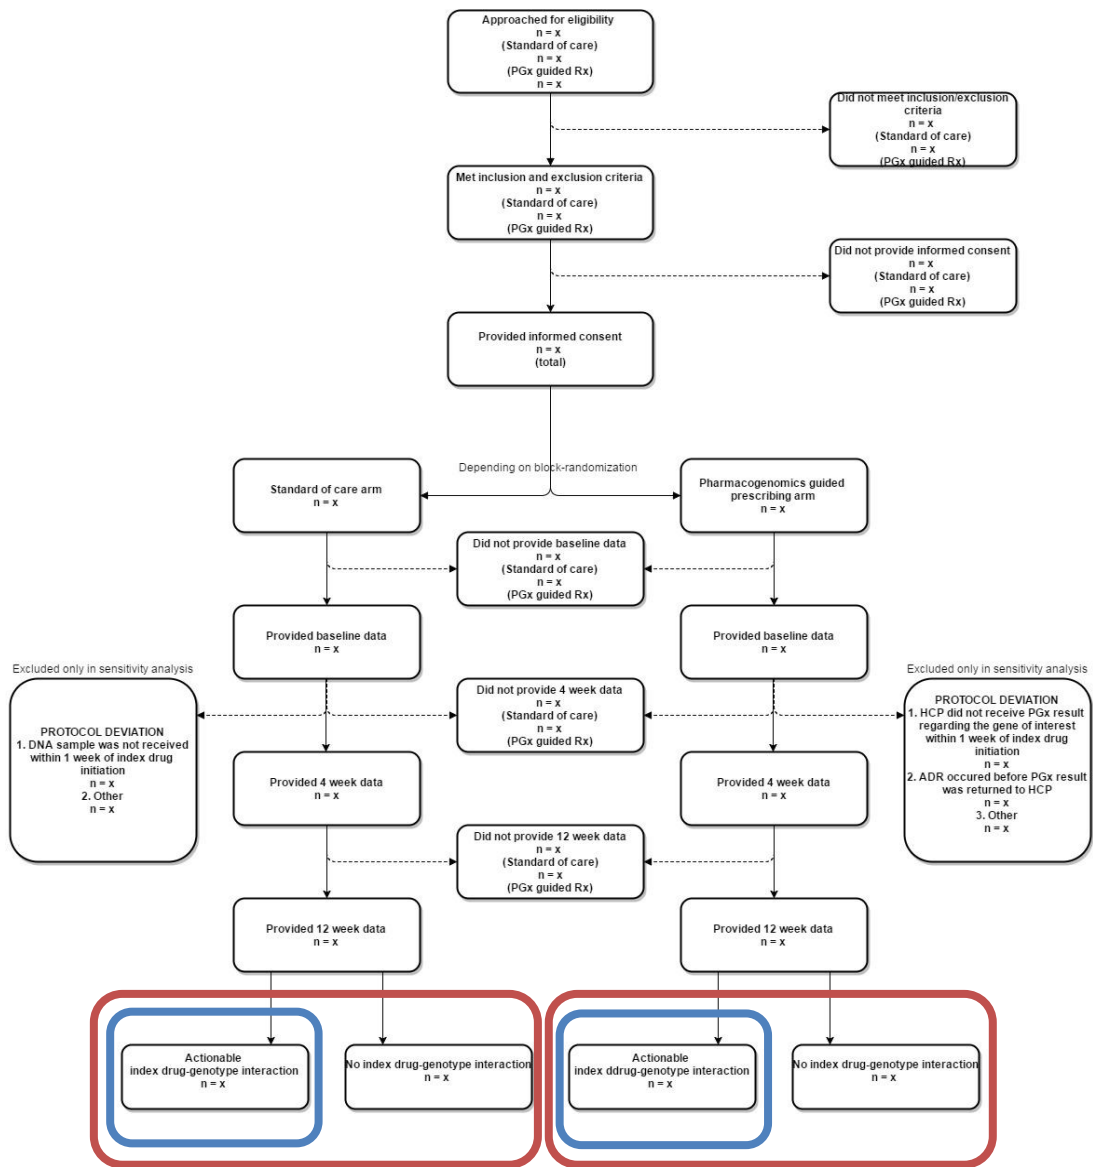 Approached for eligibility
n = x
(Standard of care)
n = x
(PGx guided Rx)
n = x
Did not meet inclusion/exclusion
criteria
n = x
(Standard of care)
n = x
(PGx guided Rx)
Met inclusion and exclusion criteria
n = x
(Standard of care)
n = x
(PGx guided Rx)
Did not provide informed consent
n = x
(Standard of care)
n = x
(PGx guided Rx)
Provided informed consent
n = x
(total)
Depending on block-randomization
Standard of care arm
n = x
Pharmacogenomics guided
prescribing arm
n = x
Did not provide baseline data
n = x
(Standard of care)
n = x
(PGx guided Rx)
Provided baseline data
n = x
Provided baseline data
n = x
Excluded only in sensitivity analysis
PROTOCOL DEVIATION
1. DNA sample was not received
within 1 week of index drug
initiation
n = x
2. Other
n = x
Did not provide 4 week data
n = x
(Standard of care)
n = x
(PGx guided Rx)
Excluded only in sensitivity analysis
PROTOCOL DEVIATION
1. HCP did not receive PGx result
regarding the gene of interest
within 1 week of index drug
initiation
n = x
2. ADR occured before PGx result
was returned to HCP
n = x
3. Other
n = x
Provided 4 week data
n = x
Provided 4 week data
n = x
Did not provide 12 week data
n = x
(Standard of care)
n = x
(PGx guided Rx)
Provided 12 week data
n = x
Provided 12 week data
n = x
Actionable
index drug-genotype interaction
n = x
No index drug-genotype interaction
n = x
Actionable
index ddrug-genotype interaction
n = x
No index drug-genotype interaction
n = x